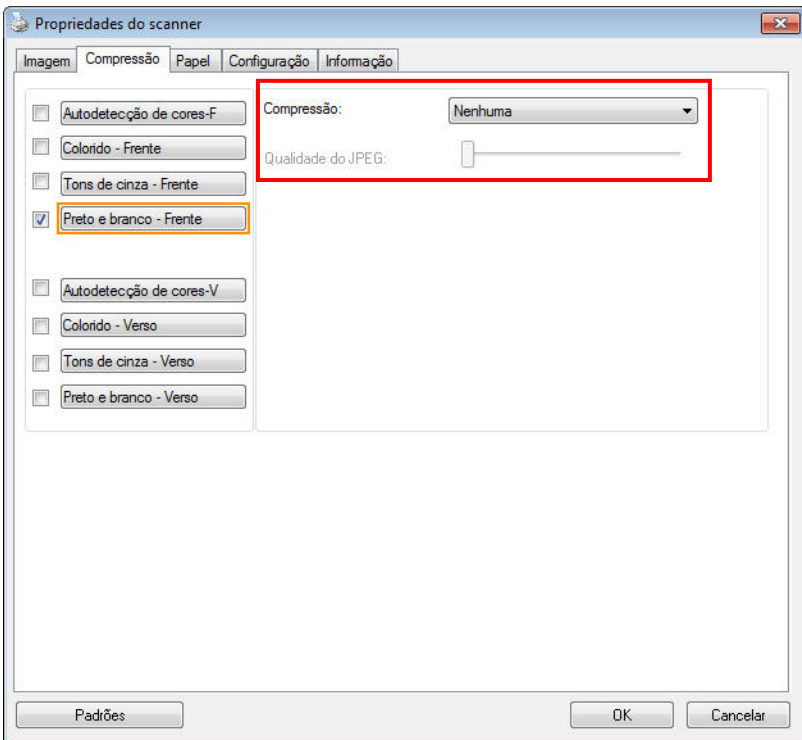 Propriedades do scanner
Imagem Compressão Papel Configuração Informação
Autodetecção de cores-F
Colorido - Frente
Tons de cinza - Frente
Preto e branco - Frente
Autodetecção de cores-V
Colorido - Verso
Tons de cinza - Verso
Preto e branco - Verso
Compressão: Nenhuma
Qualidade do JPEG:
Padrões OK Cancelar